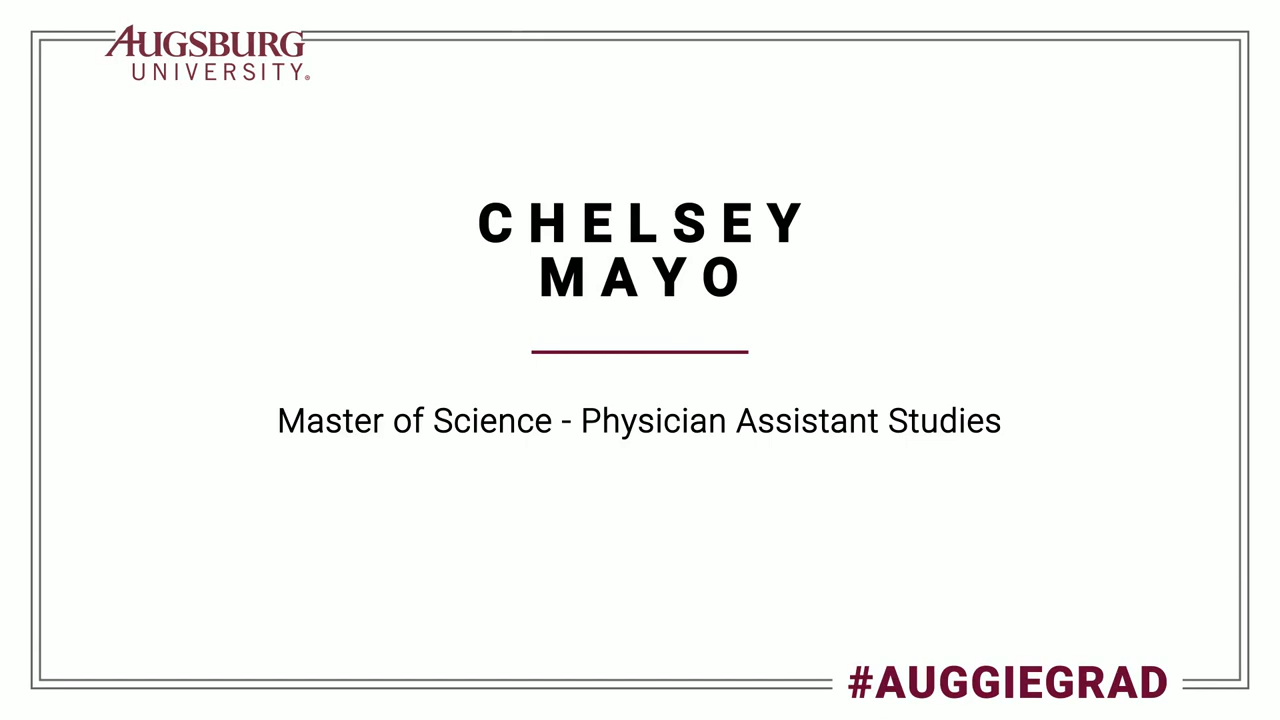 AUGSBURG
UNIVERSITY®
CHELSEY
MAYO
Master of Science - Physician Assistant Studies
#AUGGIEGRAD